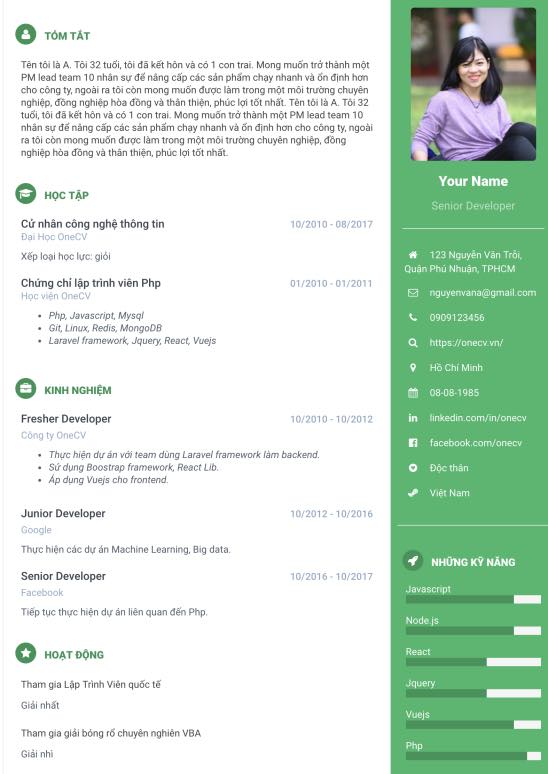 TÓM TẮT
Tên tôi là A. Tôi 32 tuổi, tôi đã kết hôn và có 1 con trai. Mong muốn trở thành một
PM lead team 10 nhân sự để nâng cấp các sản phẩm chạy nhanh và ổn định hơn
cho công ty, ngoài ra tôi còn mong muốn được làm trong một môi trường chuyên
nghiệp, đồng nghiệp hòa đồng và thân thiện, phúc lợi tốt nhất. Tên tôi là A. Tôi 32
tuổi, tôi đã kết hôn và có 1 con trai. Mong muốn trở thành một PM lead team 10
nhân sự để nâng cấp các sản phẩm chạy nhanh và ổn định hơn cho công ty, ngoài
ra tôi còn mong muốn được làm trong một môi trường chuyên nghiệp, đồng
nghiệp hòa đồng và thân thiện, phúc lợi tốt nhất.
HỌC TẬP
Cử nhân công nghệ thông tin 10/2010 - 08/2017
Đại Học OneCV
Xếp loại học lực: giỏi
Chứng chỉ lập trình viên Php 01/2010 - 01/2011
Học viện OneCV
• Php, Javascript, Mysql
• Git, Linux, Redis, MongoDB
• Laravel framework, Jquery, React, Vuejs
KINH NGHIỆM
Fresher Developer 10/2010 - 10/2012
Công ty OneCV
• Thực hiện dự án với team dùng Laravel framework làm backend.
• Sử dụng Boostrap framework, React Lib.
• Áp dụng Vuejs cho frontend.
Junior Developer 10/2012 - 10/2016
Google
Thực hiện các dự án Machine Learning, Big data.
Senior Developer 10/2016 - 10/2017
Facebook
Tiếp tục thực hiện dự án liên quan đến Php.
HOẠT ĐỘNG
Tham gia Lập Trình Viên quốc tế
Giải nhất
Tham gia giải bóng rổ chuyên nghiên VBA
Giải nhì
Your Name
Senior Developer
123 Nguyễn Văn Trỗi,
Quận Phú Nhuận, TPHCM
nguyenvana@gmail.com
0909123456
https://onecv.vn/
Hồ Chí Minh
08-08-1985
linkedin.com/in/onecv
facebook.com/onecv
Độc thân
Việt Nam
NHỮNG KỸ NĂNG
Javascript
Node.js
React
Jquery
Vuejs
Php